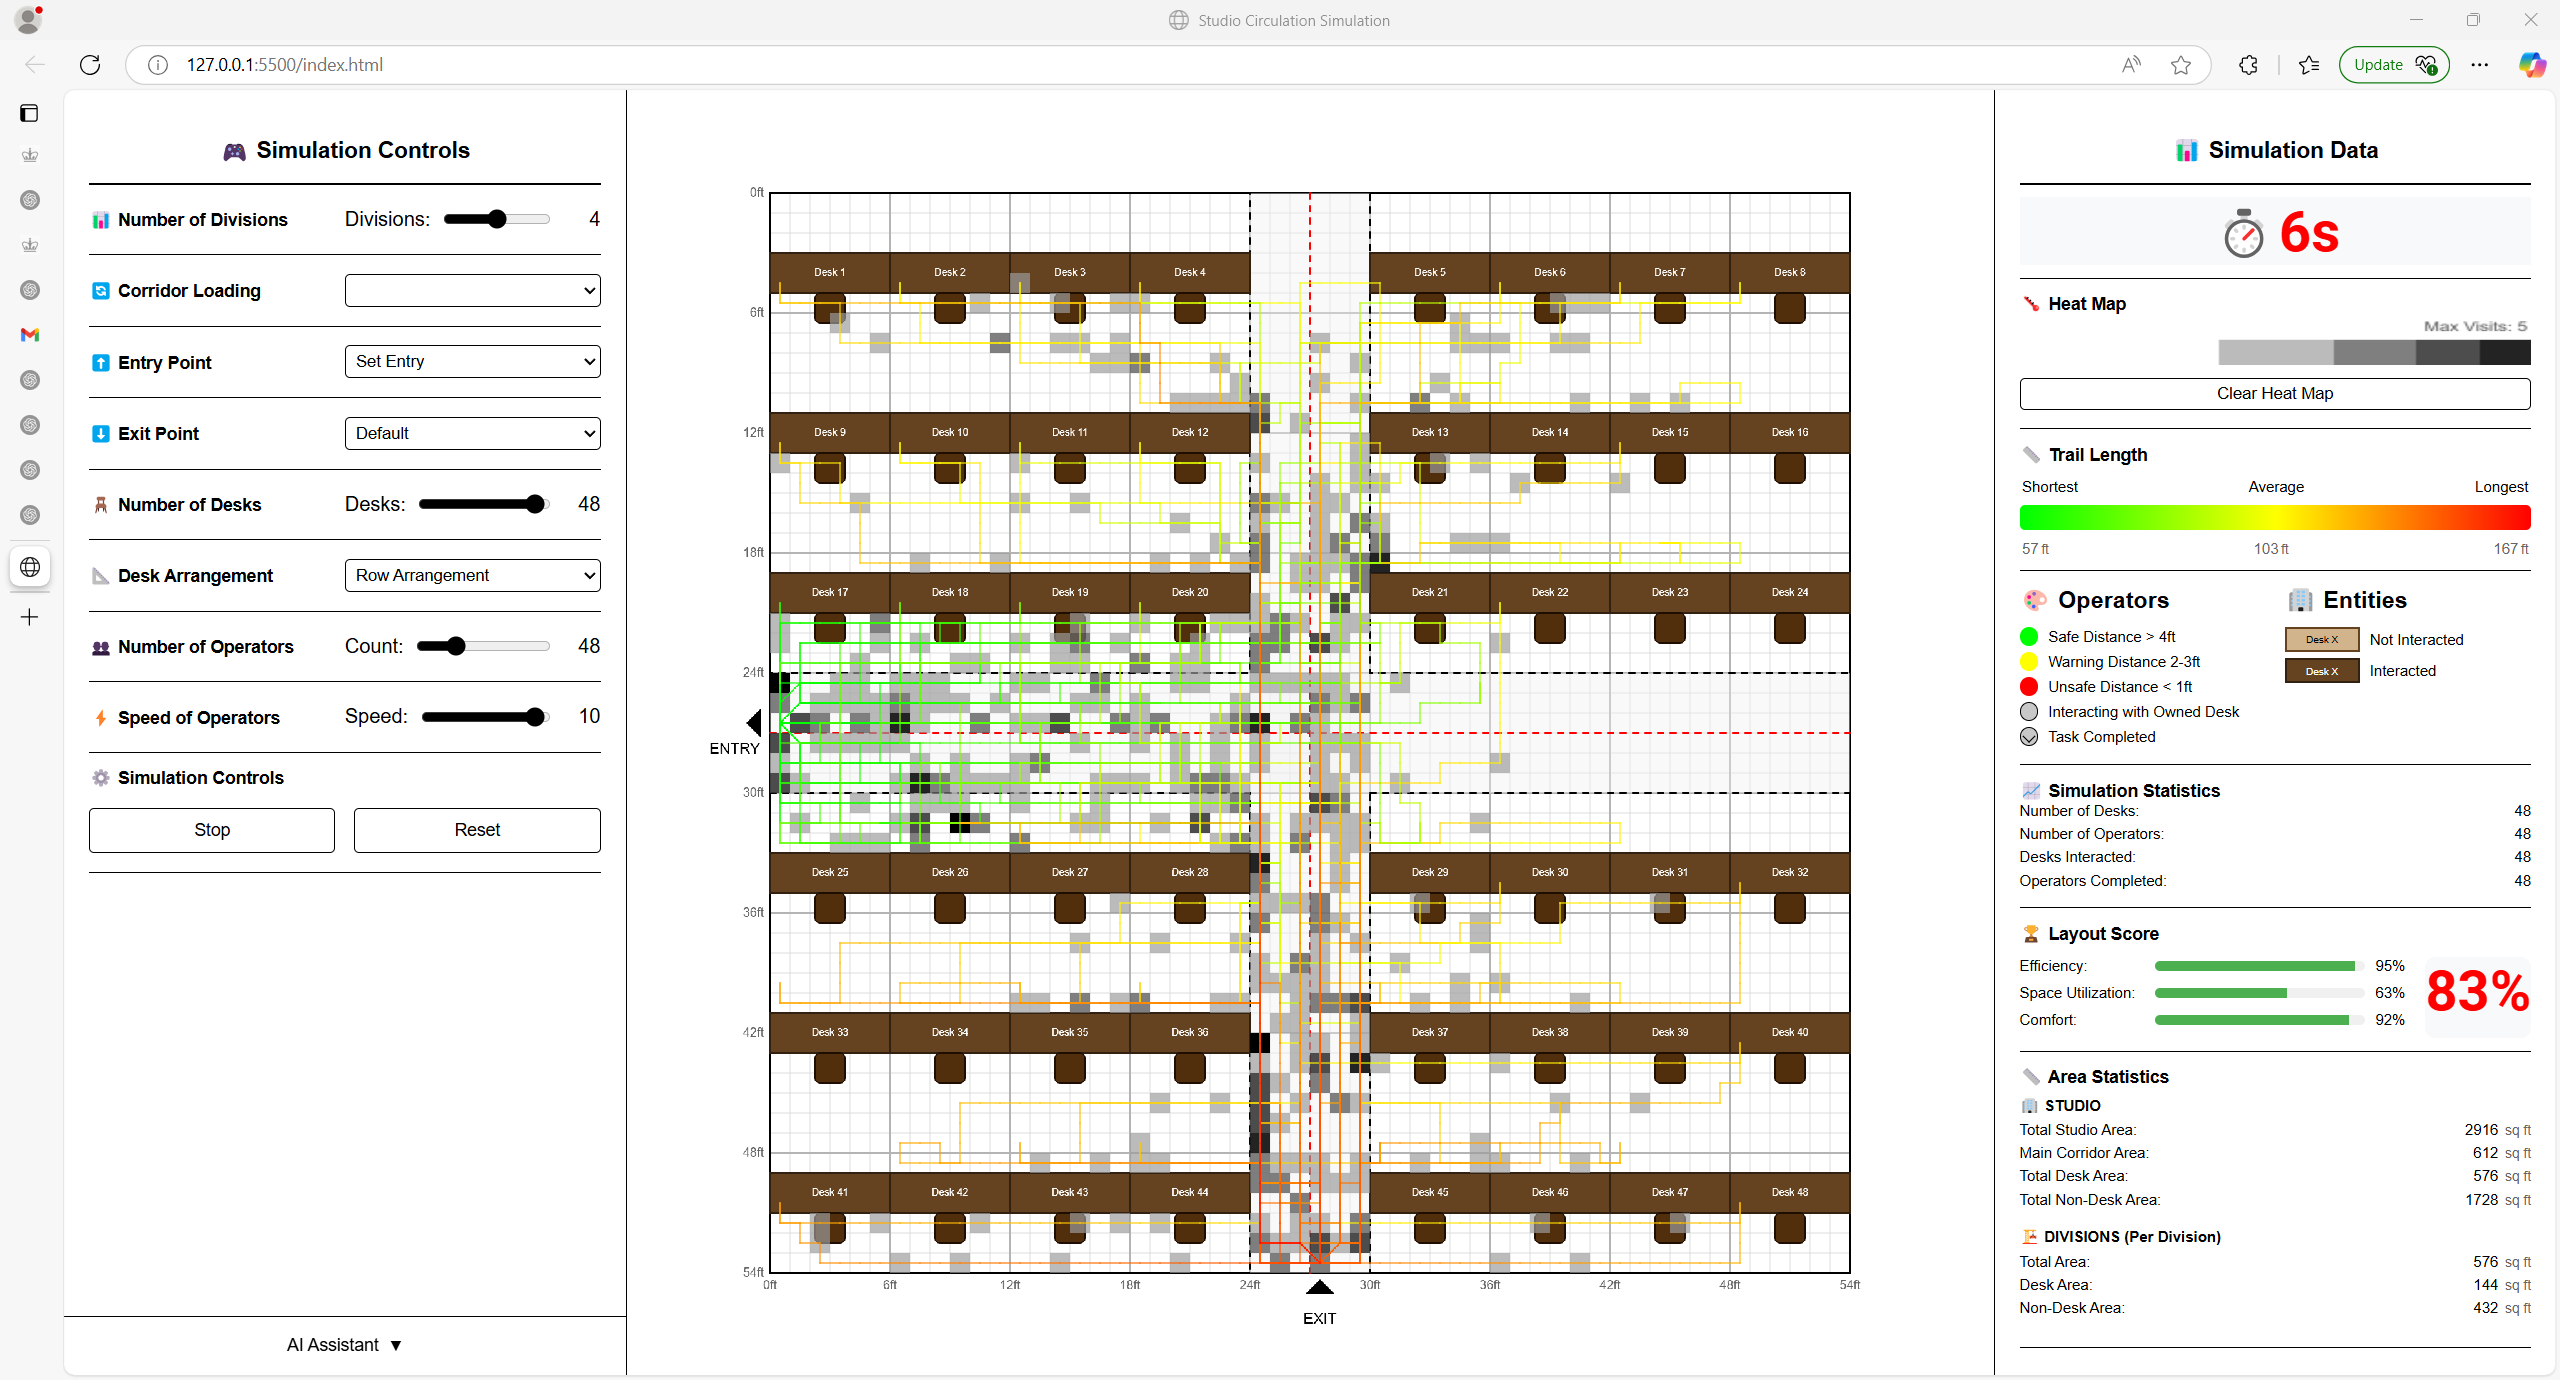 Studio Circulation Simulation
127.0.0.1:5500/index.html
Update
Simulation Controls
Number of Divisions Divisions: 4
Corridor Loading
Entry Point Set Entry
Exit Point Default
Number of Desks Desks: 48
Desk Arrangement Row Arrangement
Number of Operators Count: 48
Speed of Operators Speed: 10
Simulation Controls
Stop Reset
AI Assistant ▼
0ft
Desk 1 Desk 2 Desk 3 Desk 4 Desk 5 Desk 6 Desk 7 Desk 8
6ft
12ft
Desk 9 Desk 10 Desk 11 Desk 12 Desk 13 Desk 14 Desk 15 Desk 16
18ft
Desk 17 Desk 18 Desk 19 Desk 20 Desk 21 Desk 22 Desk 23 Desk 24
24ft
ENTRY
30ft
Desk 25 Desk 26 Desk 27 Desk 28 Desk 29 Desk 30 Desk 31 Desk 32
36ft
42ft
Desk 33 Desk 34 Desk 35 Desk 36 Desk 37 Desk 38 Desk 39 Desk 40
48ft
Desk 41 Desk 42 Desk 43 Desk 44 Desk 45 Desk 46 Desk 47 Desk 48
54ft
0ft 6ft 12ft 18ft 24ft 30ft 36ft 42ft 48ft 54ft
EXIT
Simulation Data
6s
Heat Map
Max Visits: 5
Clear Heat Map
Trail Length
Shortest Average Longest
57 ft 103 ft 167 ft
Operators
Safe Distance > 4ft
Warning Distance 2-3ft
Unsafe Distance < 1ft
Interacting with Owned Desk
Task Completed
Entities
Desk X Not Interacted
Desk X Interacted
Simulation Statistics
Number of Desks: 48
Number of Operators: 48
Desks Interacted: 48
Operators Completed: 48
Layout Score
Efficiency: 95%
Space Utilization: 63%
Comfort: 92%
83%
Area Statistics
STUDIO
Total Studio Area: 2916 sq ft
Main Corridor Area: 612 sq ft
Total Desk Area: 576 sq ft
Total Non-Desk Area: 1728 sq ft
DIVISIONS (Per Division)
Total Area: 576 sq ft
Desk Area: 144 sq ft
Non-Desk Area: 432 sq ft